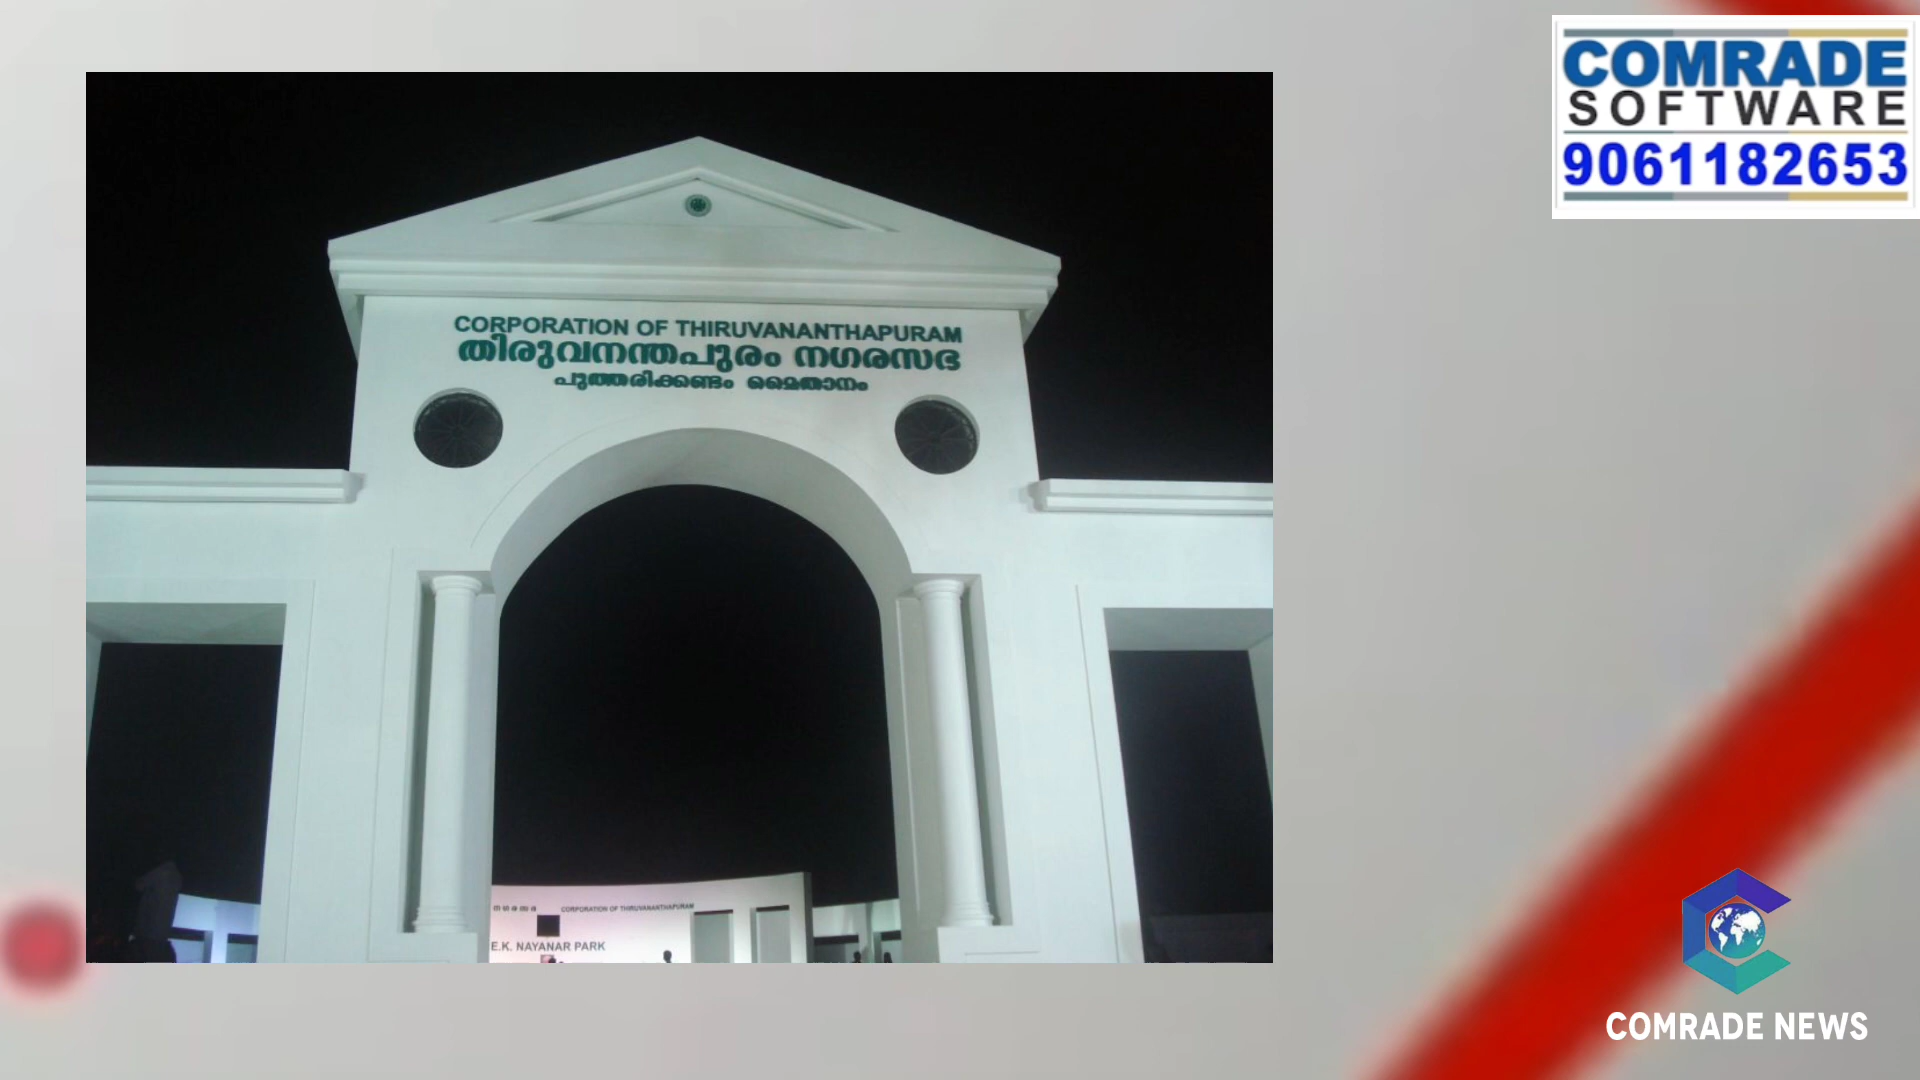 COMRADE
SOFTWARE
9061182653
CORPORATION OF THIRUVANANTHAPURAM
തിരുവനന്തപുരം നഗരസഭ
പുത്തരിക്കണ്ടം മൈതാനം
CORPORATION OF THIRUVANANTHAPURAM
E.K. NAYANAR PARK
COMRADE NEWS